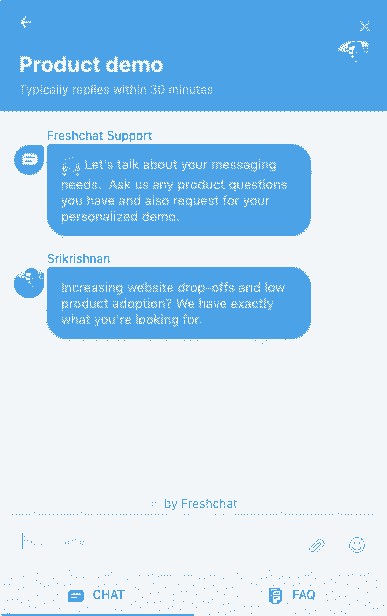 Product demo
Typically replies within 30 minutes
Freshchat Support
Let's talk about your messaging
needs. Ask us any product questions
you have and also request for your
personalized demo.
Srikrishnan
Increasing website drop-offs and low
product adoption? We have exactly
what you're looking for.
by Freshchat
CHAT
FAQ